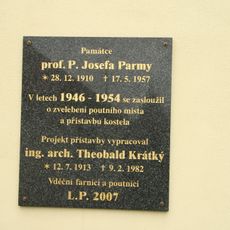 Památce
prof. P. Josefa Parmy
* 28. 12. 1910 † 17. 5. 1957
V letech 1946 - 1954 se zasloužil
o zvelebení poutního místa
a přístavbu kostela
Projekt přístavby vypracoval
ing. arch. Theobald Krátký
* 12. 7. 1913 † 9. 2. 1982
Vděční farníci a poutníci
L.P. 2007